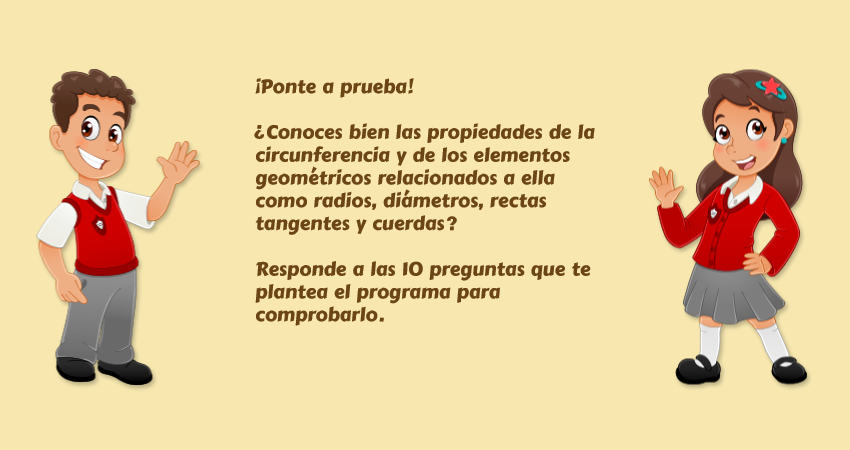 ¡Ponte a prueba!
¿Conoces bien las propiedades de la
circunferencia y de los elementos
geométricos relacionados a ella
como radios, diámetros, rectas
tangentes y cuerdas?
Responde a las 10 preguntas que te
plantea el programa para
comprobarlo.